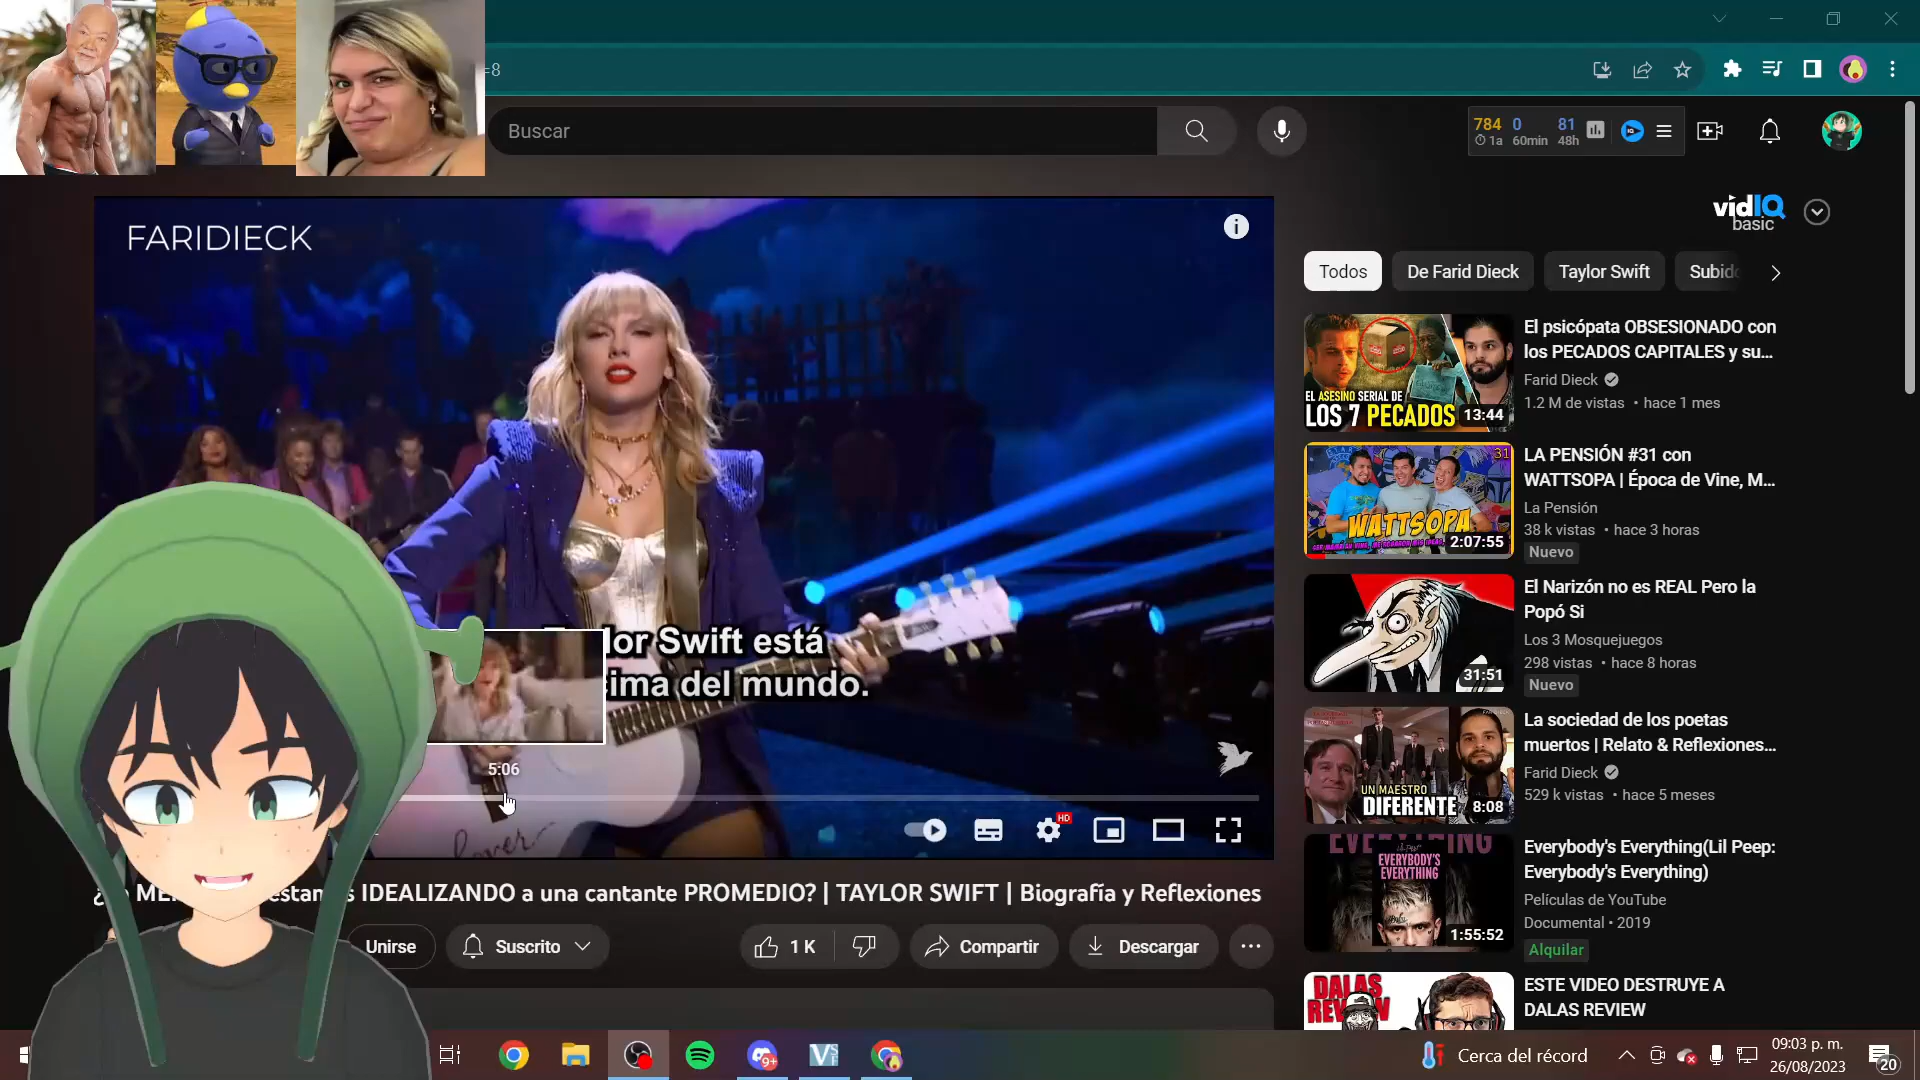 =8
Buscar
784 0 81
1a 60min 48h
vidIQ
basic
FARIDIECK
Todos
De Farid Dieck
Taylor Swift
lor Swift está
ima del mundo.
5:06
HD
IDEALIZANDO a una cantante PROMEDIO? | TAYLOR SWIFT | Biografía y Reflexiones
Unirse
Suscrito
1 K
Compartir
Descargar
EL ASESINO SERIAL DE
LOS 7 PECADOS
13:44
El psicópata OBSESIONADO con
los PECADOS CAPITALES y su...
Farid Dieck
1.2 M de vistas • hace 1 mes
31
WATTSOPA
2:07:55
LA PENSIÓN #31 con
WATTSOPA | Época de Vine, M...
La Pensión
38 k vistas • hace 3 horas
Nuevo
31:51
El Narizón no es REAL Pero la
Popó Si
Los 3 Mosquejuegos
298 vistas • hace 8 horas
Nuevo
UN MAESTRO
DIFERENTE
8:08
La sociedad de los poetas
muertos | Relato & Reflexiones...
Farid Dieck
529 k vistas • hace 5 meses
EVERYBODY'S
EVERYTHING
1:55:52
Everybody's Everything(Lil Peep:
Everybody's Everything)
Películas de YouTube
Documental • 2019
Alquilar
DALAS
ESTE VIDEO DESTRUYE A
DALAS REVIEW
9+
Cerca del récord
09:03 p. m.
26/08/2023
20